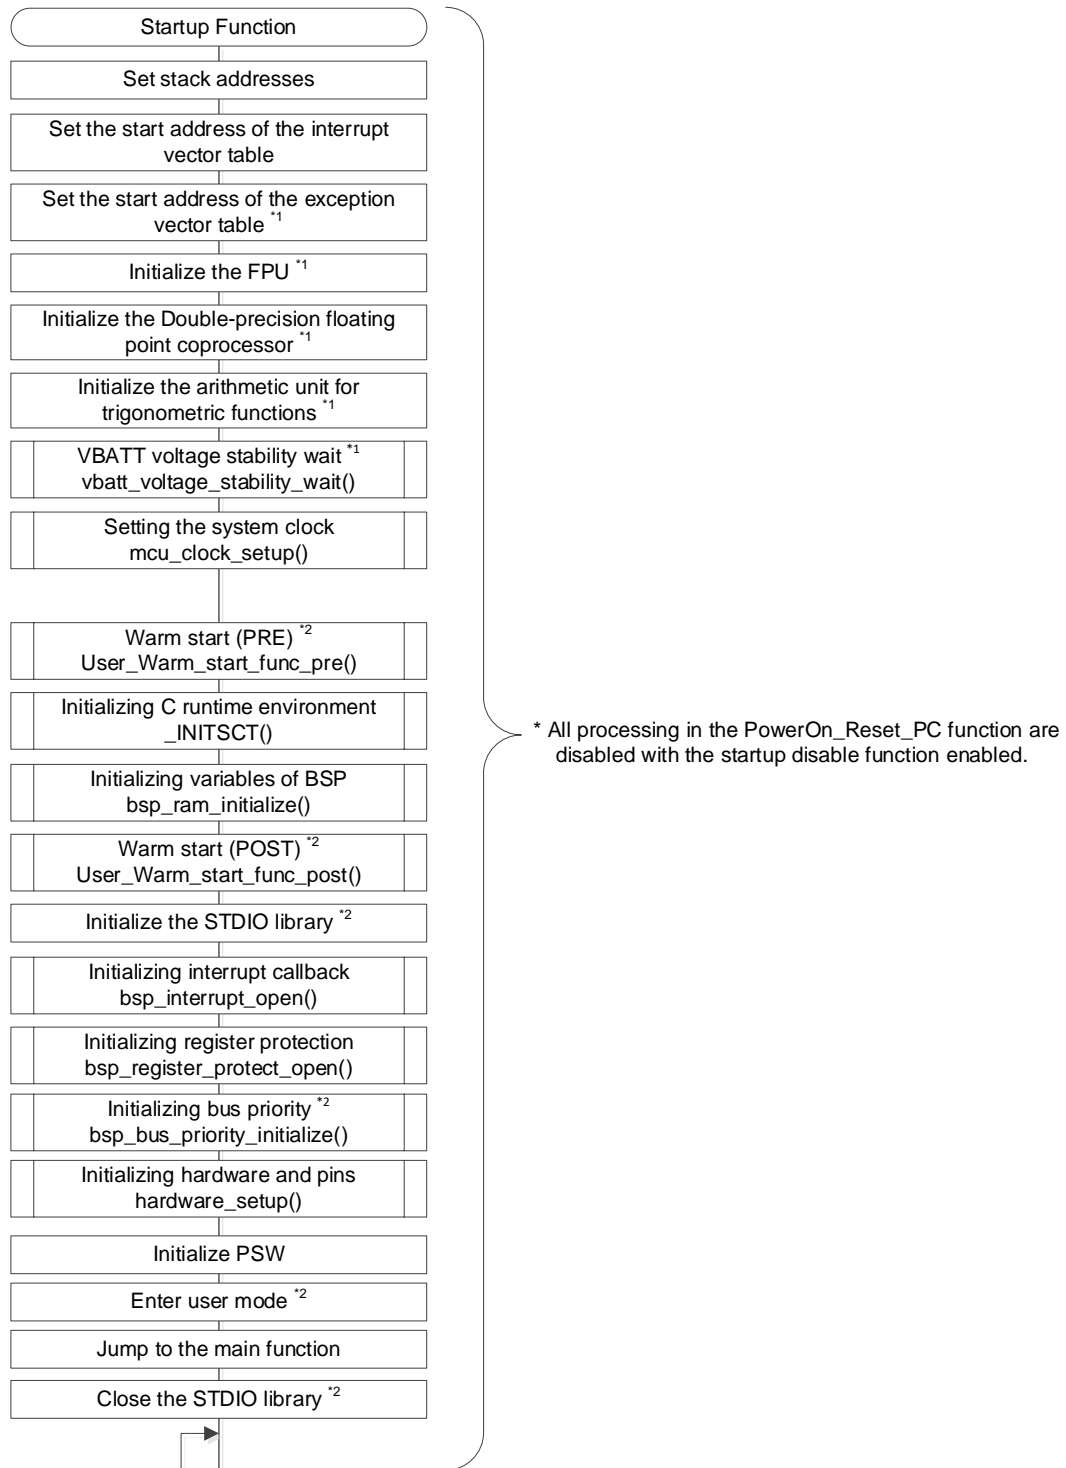 Startup Function
Set stack addresses
Set the start address of the interrupt
vector table
Set the start address of the exception
vector table *1
Initialize the FPU *1
Initialize the Double-precision floating
point coprocessor *1
Initialize the arithmetic unit for
trigonometric functions *1
VBATT voltage stability wait *1
vbatt_voltage_stability_wait()
Setting the system clock
mcu_clock_setup()
Warm start (PRE) *2
User_Warm_start_func_pre()
Initializing C runtime environment
_INITSCT()
Initializing variables of BSP
bsp_ram_initialize()
Warm start (POST) *2
User_Warm_start_func_post()
Initialize the STDIO library *2
Initializing interrupt callback
bsp_interrupt_open()
Initializing register protection
bsp_register_protect_open()
Initializing bus priority *2
bsp_bus_priority_initialize()
Initializing hardware and pins
hardware_setup()
Initialize PSW
Enter user mode *2
Jump to the main function
Close the STDIO library *2
* All processing in the PowerOn_Reset_PC function are
disabled with the startup disable function enabled.